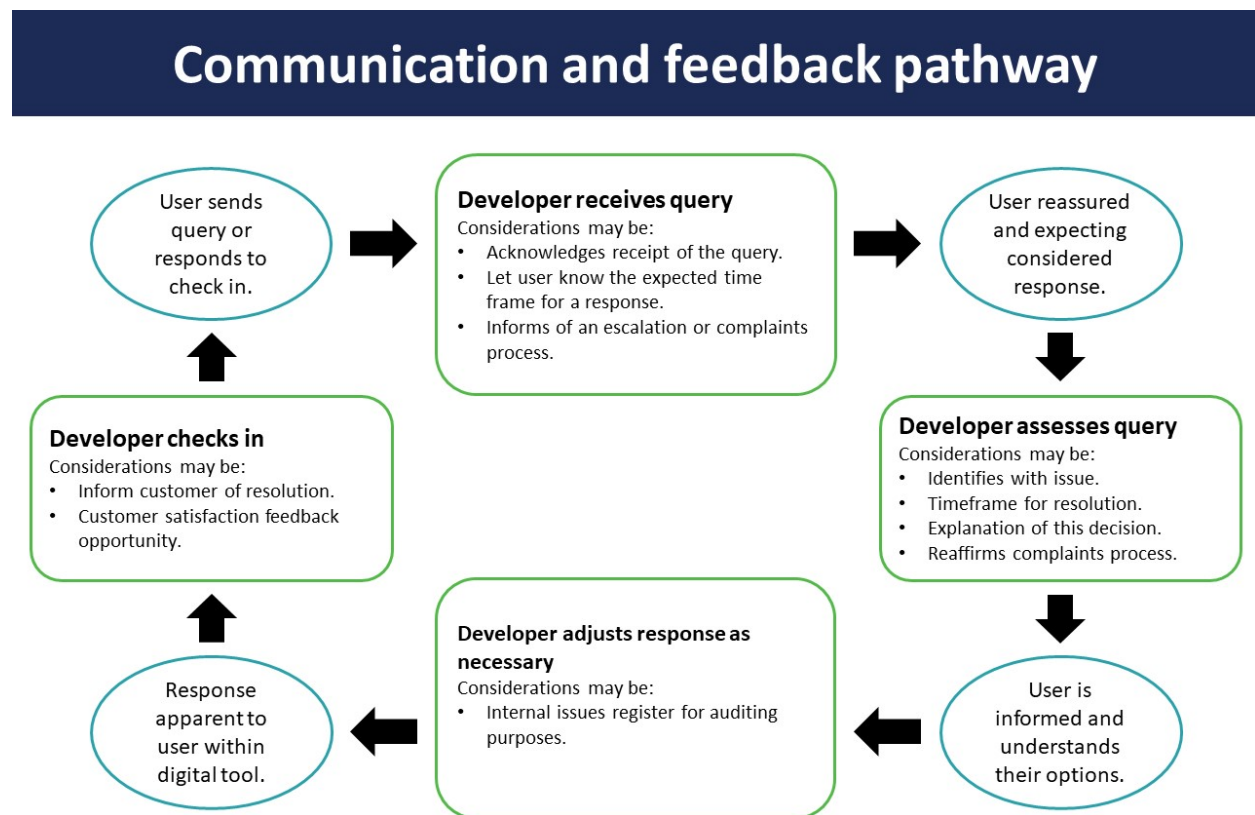 Communication and feedback pathway
User sends
query or
responds to
check in.
Developer receives query
Considerations may be:
• Acknowledges receipt of the query.
• Let user know the expected time
frame for a response.
• Informs of an escalation or complaints
process.
User reassured
and expecting
considered
response.
Developer assesses query
Considerations may be:
• Identifies with issue.
• Timeframe for resolution.
• Explanation of this decision.
• Reaffirms complaints process.
User is
informed and
understands
their options.
Developer adjusts response as
necessary
Considerations may be:
• Internal issues register for auditing
purposes.
Response
apparent to
user within
digital tool.
Developer checks in
Considerations may be:
• Inform customer of resolution.
• Customer satisfaction feedback
opportunity.